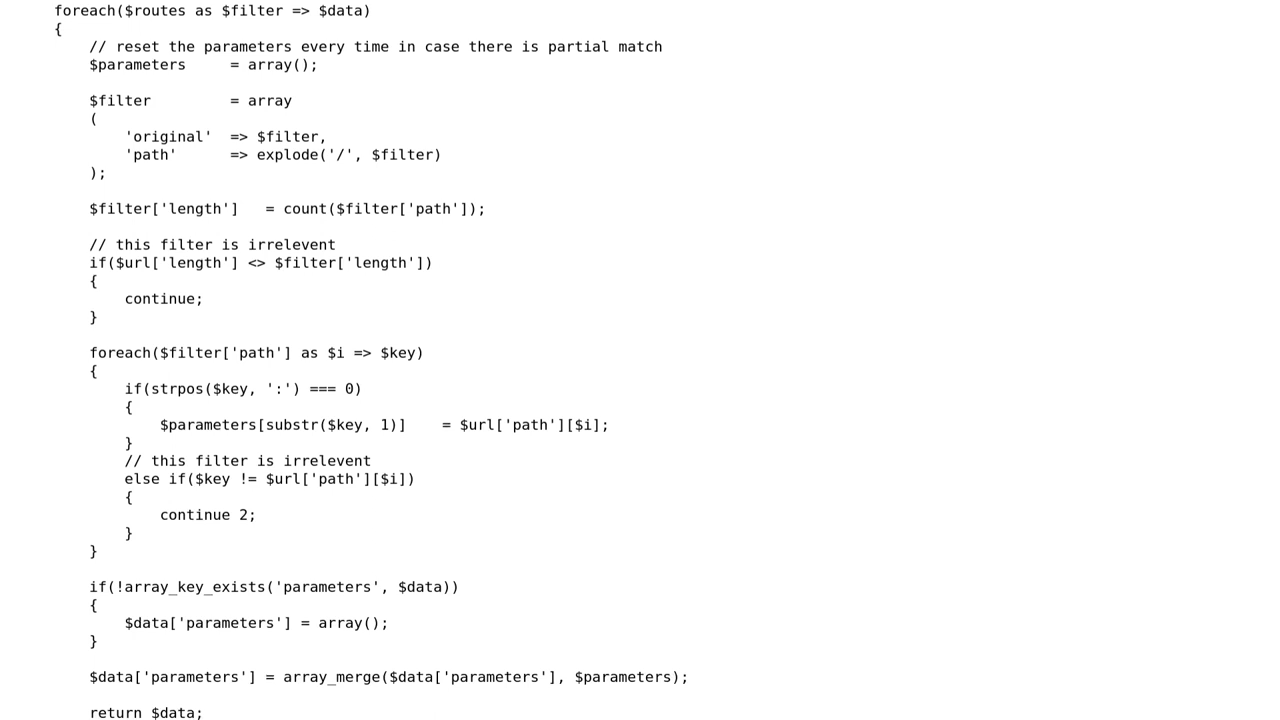 foreach($routes as $filter => $data)
{
// reset the parameters every time in case there is partial match
$parameters     = array();
$filter         = array
(
'original'  => $filter,
'path'      => explode('/', $filter)
);
$filter['length']   = count($filter['path']);
// this filter is irrelevent
if($url['length'] <> $filter['length'])
{
continue;
}
foreach($filter['path'] as $i => $key)
{
if(strpos($key, ':') === 0)
{
$parameters[substr($key, 1)]    = $url['path'][$i];
}
// this filter is irrelevent
else if($key != $url['path'][$i])
{
continue 2;
}
}
if(!array_key_exists('parameters', $data))
{
$data['parameters'] = array();
}
$data['parameters'] = array_merge($data['parameters'], $parameters);
return $data;